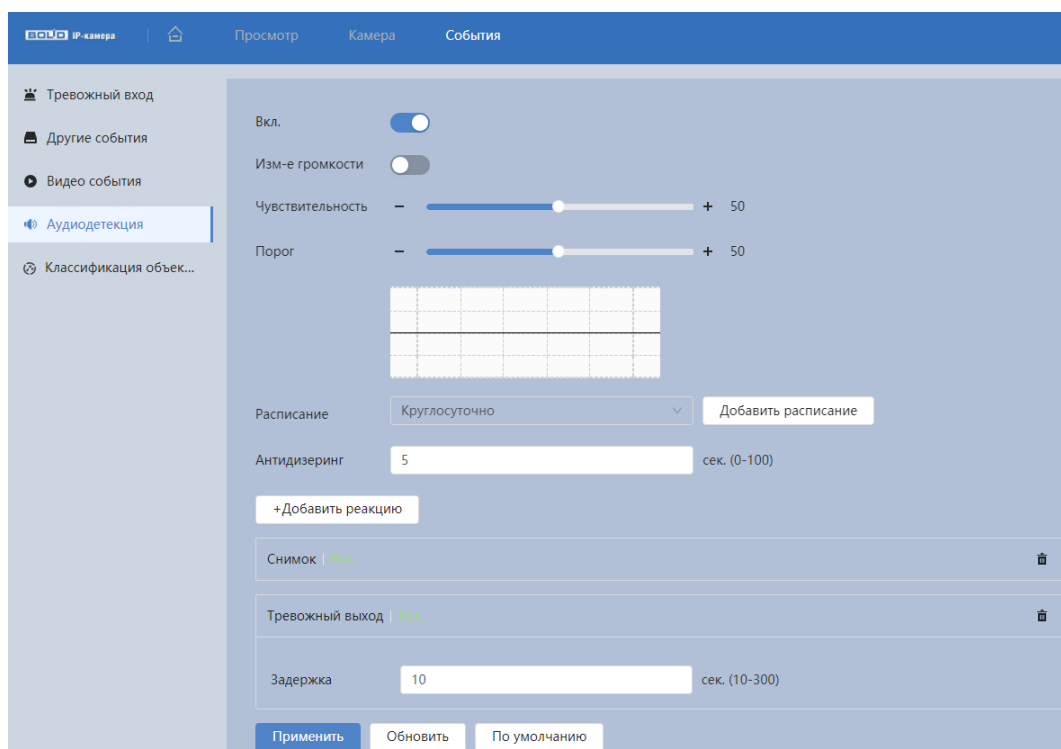 BOLID IP-камера Просмотр Камера События
Тревожный вход
Другие события
Видео события
Аудиодетекция
Классификация объек...
Вкл.
Изм-е громкости
Чувствительность − + 50
Порог − + 50
Расписание Круглосуточно Добавить расписание
Антидизеринг 5 сек. (0-100)
+Добавить реакцию
Снимок | Вкл.
Тревожный выход | Вкл.
Задержка 10 сек. (10-300)
Применить Обновить По умолчанию